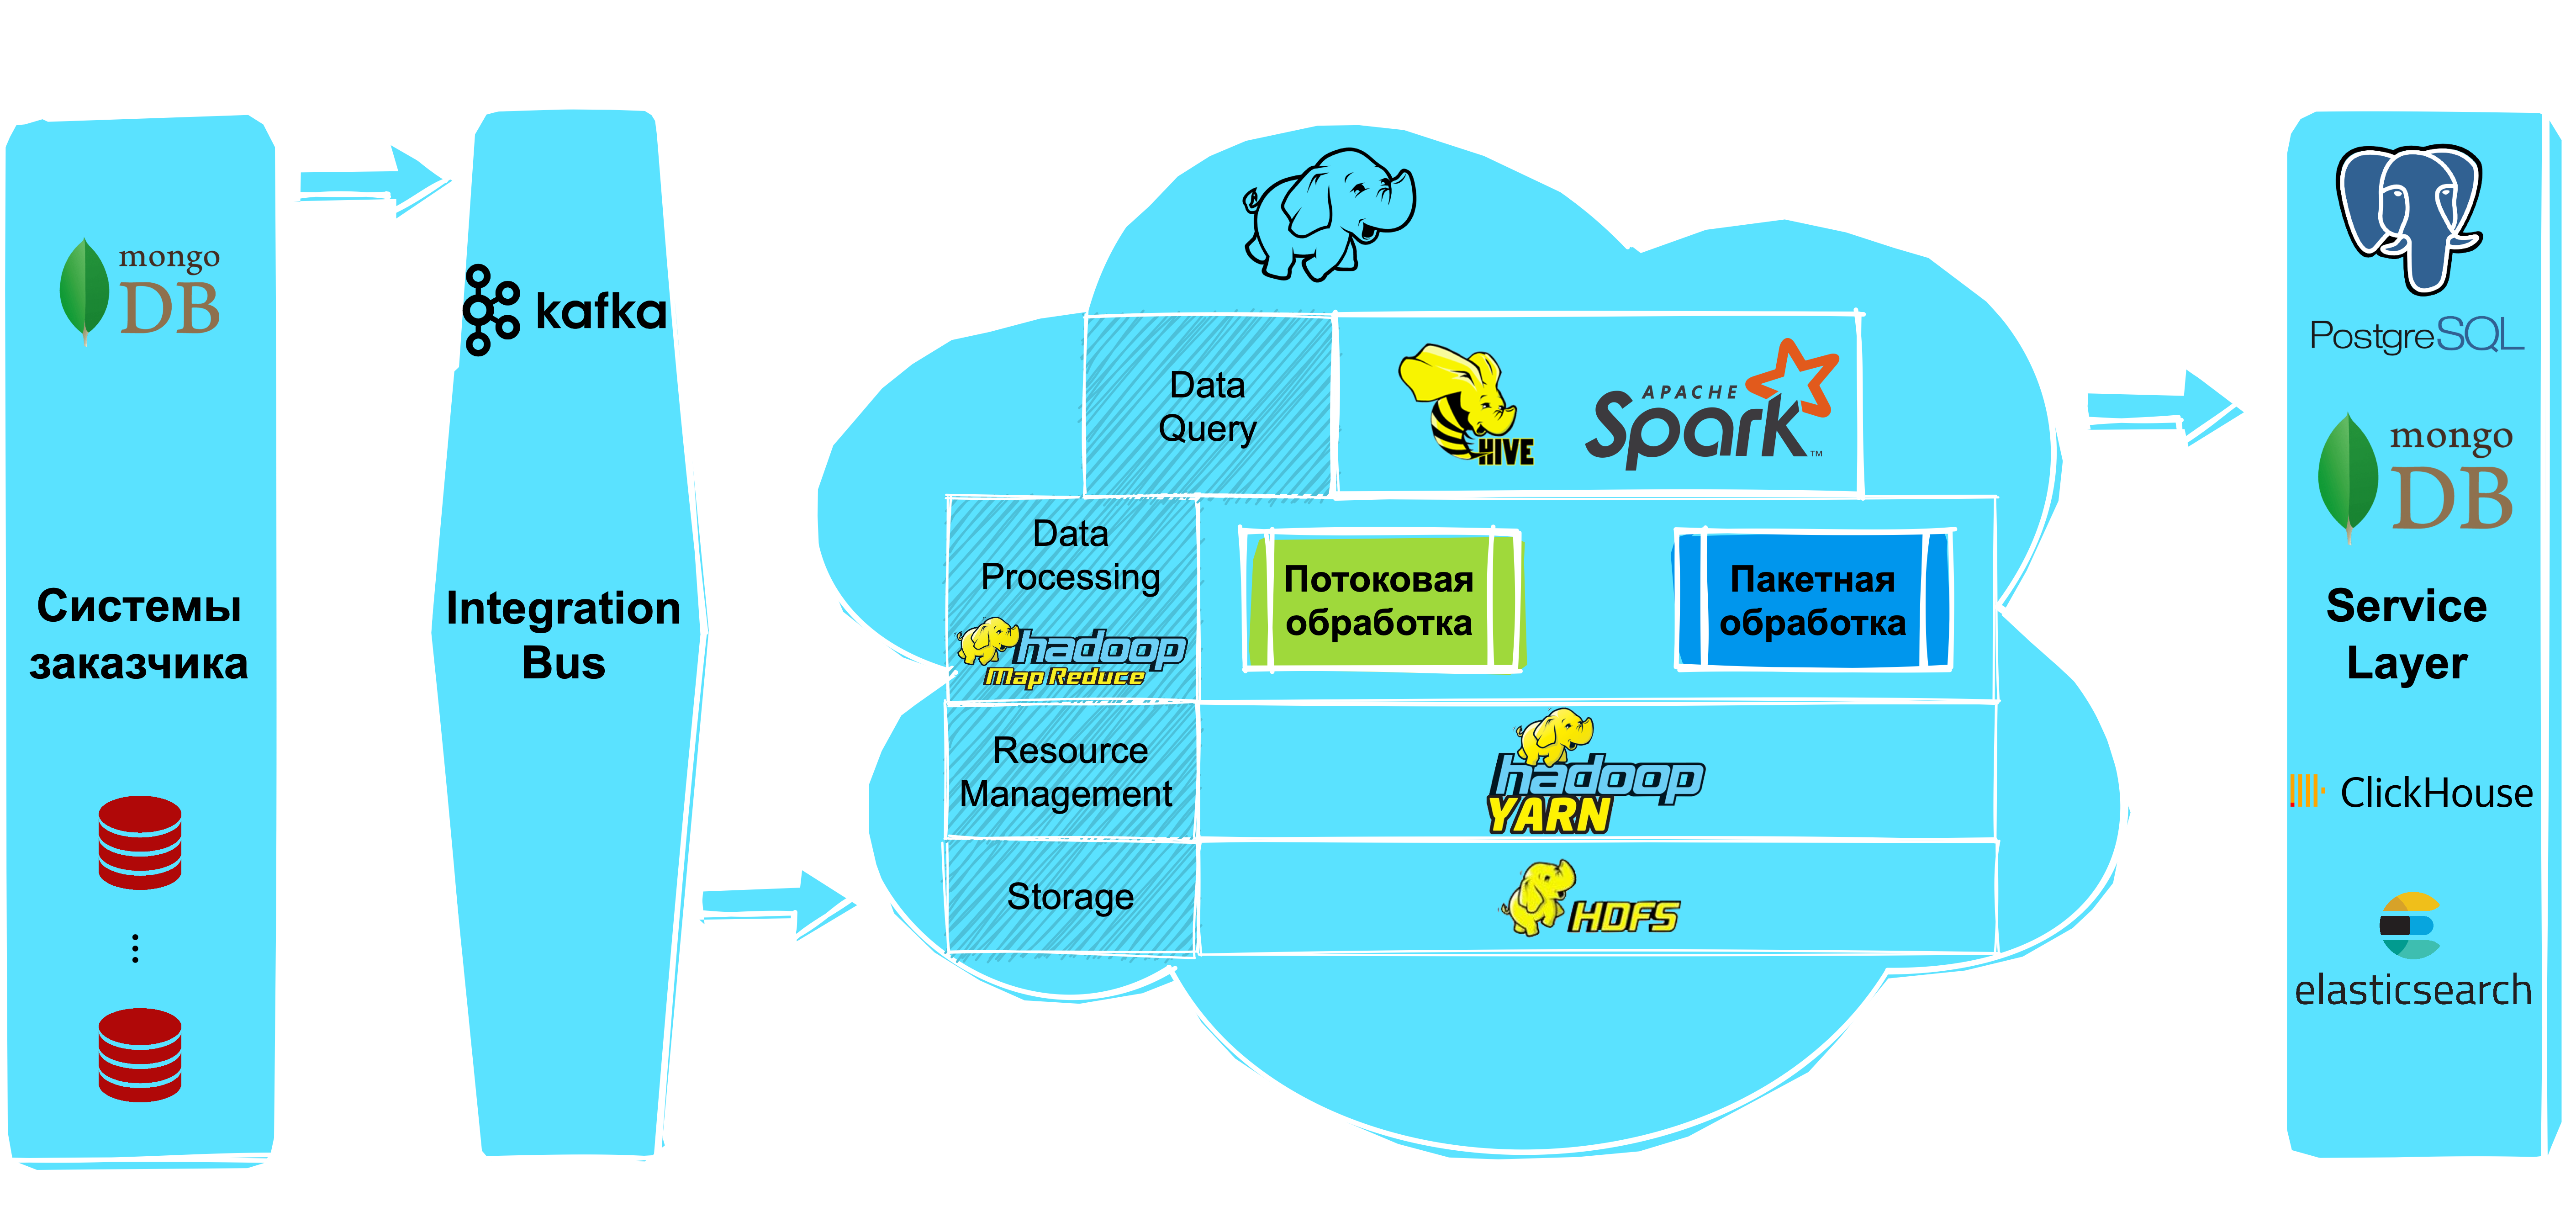 mongo
DB
Системы
заказчика
⋮
kafka
Integration
Bus
Data
Query
HIVE
APACHE
Spark™
Data
Processing
hadoop
Map Reduce
Потоковая
обработка
Пакетная
обработка
Resource
Management
hadoop
YARN
Storage
HDFS
PostgreSQL
mongo
DB
Service
Layer
ClickHouse
elasticsearch